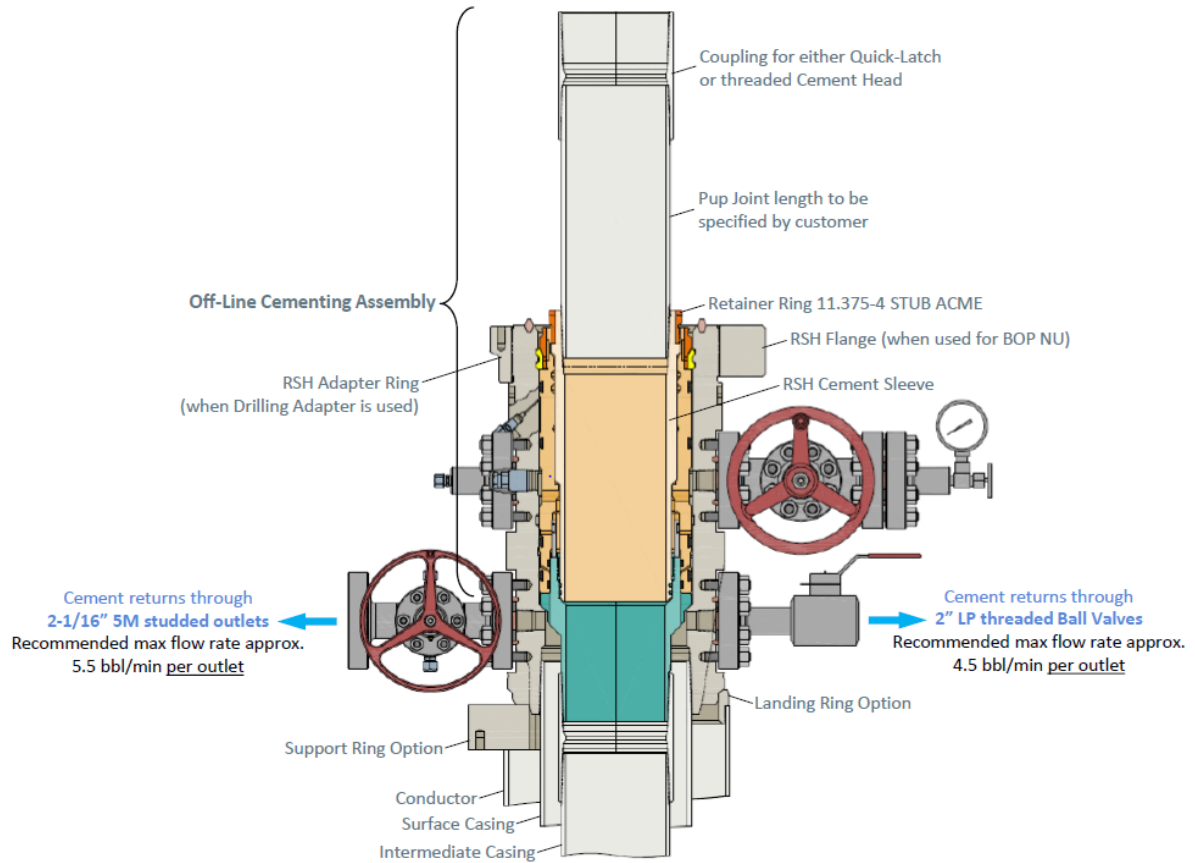 Coupling for either Quick-Latch
or threaded Cement Head
Pup Joint length to be
specified by customer
Off-Line Cementing Assembly
Retainer Ring 11.375-4 STUB ACME
RSH Flange (when used for BOP NU)
RSH Adapter Ring
(when Drilling Adapter is used)
RSH Cement Sleeve
Cement returns through
2-1/16” 5M studded outlets
Recommended max flow rate approx.
5.5 bbl/min per outlet
Cement returns through
2” LP threaded Ball Valves
Recommended max flow rate approx.
4.5 bbl/min per outlet
Landing Ring Option
Support Ring Option
Conductor
Surface Casing
Intermediate Casing